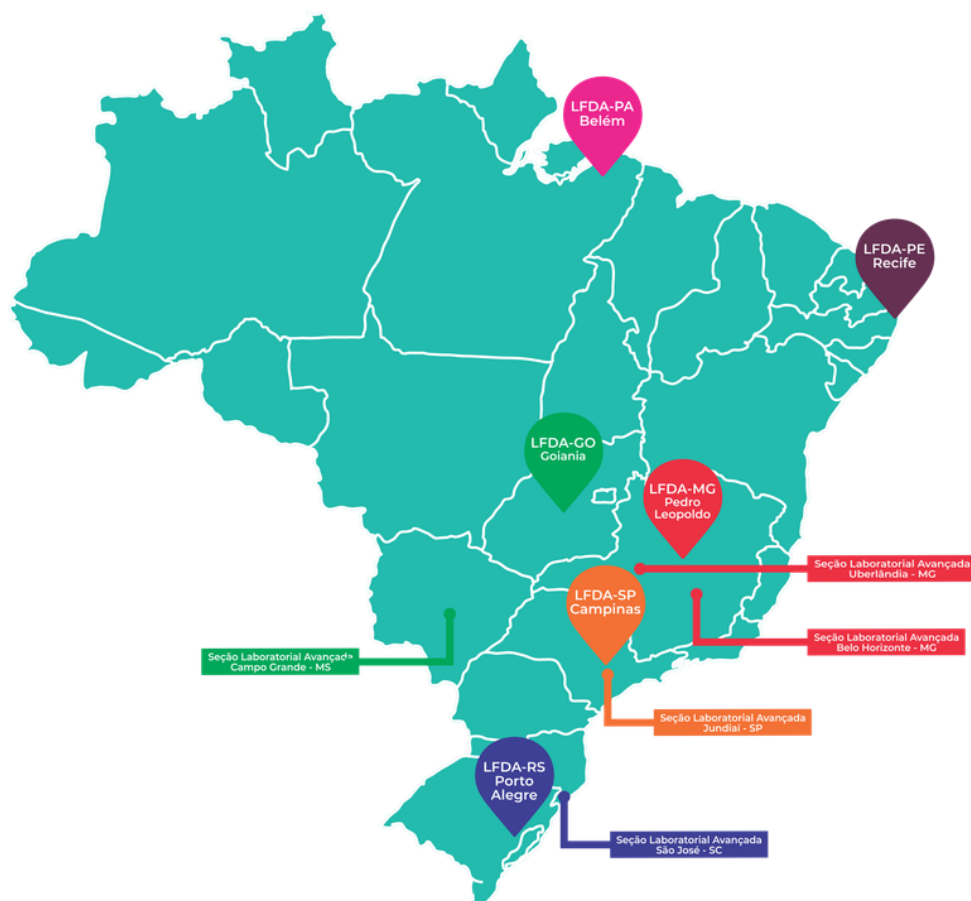 LFDA-PA
Belém
LFDA-PE
Recife
LFDA-GO
Goiania
LFDA-MG
Pedro
Leopoldo
Seção Laboratorial Avançada
Uberlândia - MG
LFDA-SP
Campinas
Seção Laboratorial Avançada
Belo Horizonte - MG
Seção Laboratorial Avançada
Campo Grande - MS
Seção Laboratorial Avançada
Jundiaí - SP
LFDA-RS
Porto
Alegre
Seção Laboratorial Avançada
São José - SC